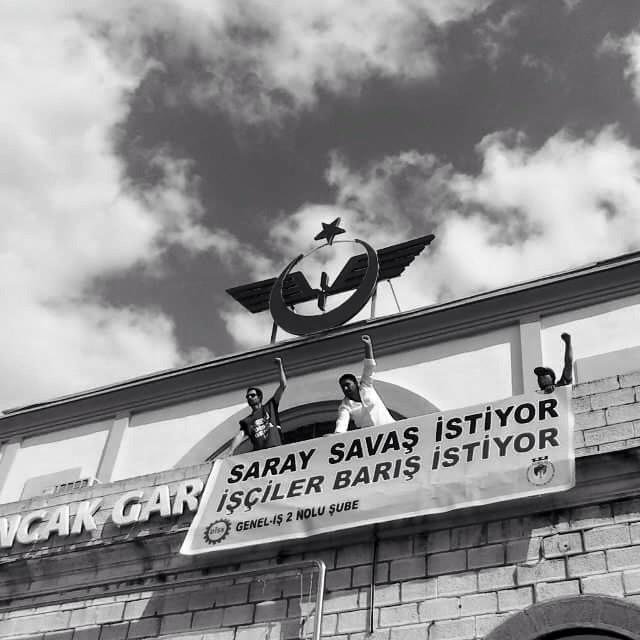 SARAY SAVAŞ İSTİYOR
İŞÇİLER BARIŞ İSTİYOR
GENEL-İŞ 2 NOLU ŞUBE
NCAK GAR